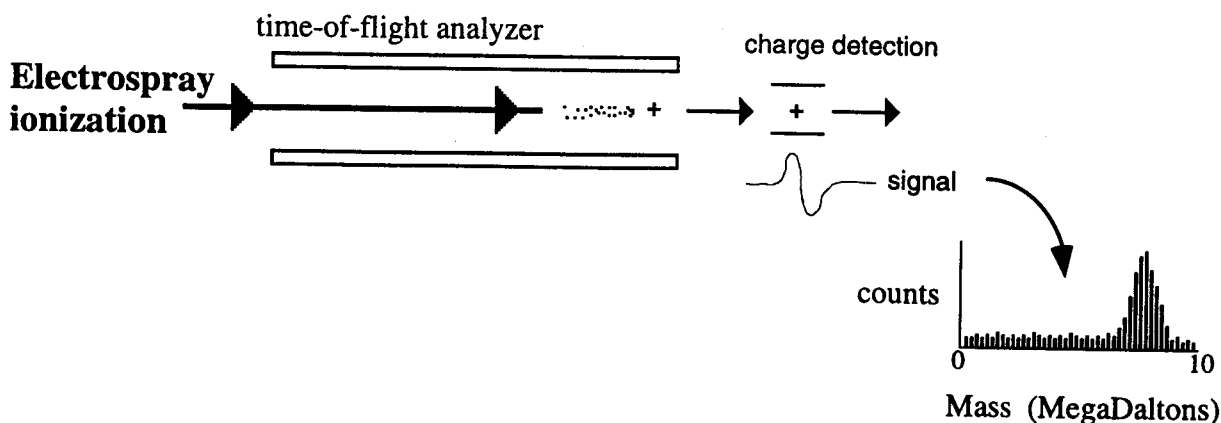 time-of-flight analyzer
charge detection
Electrospray
ionization
+
+
signal
counts
0
10
Mass (MegaDaltons)